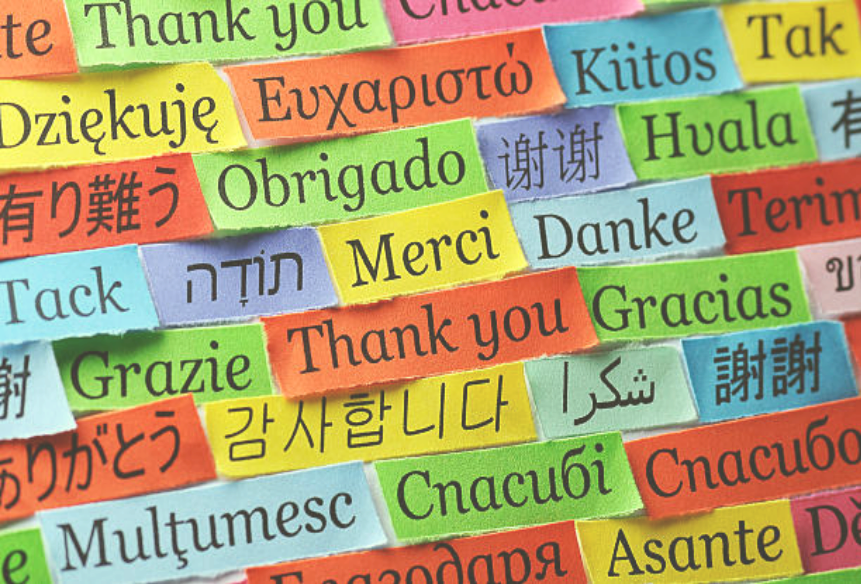 Thank you
Dziękuję Ευχαριστώ Kiitos Tak
有り難う Obrigado 谢谢 Hvala
Tack תּוֹדָה Merci Danke
Grazie Thank you Gracias
ありがとう 감사합니다 شكرا 謝謝
Mulţumesc Спасибі Спасибо
Благодаря Asante